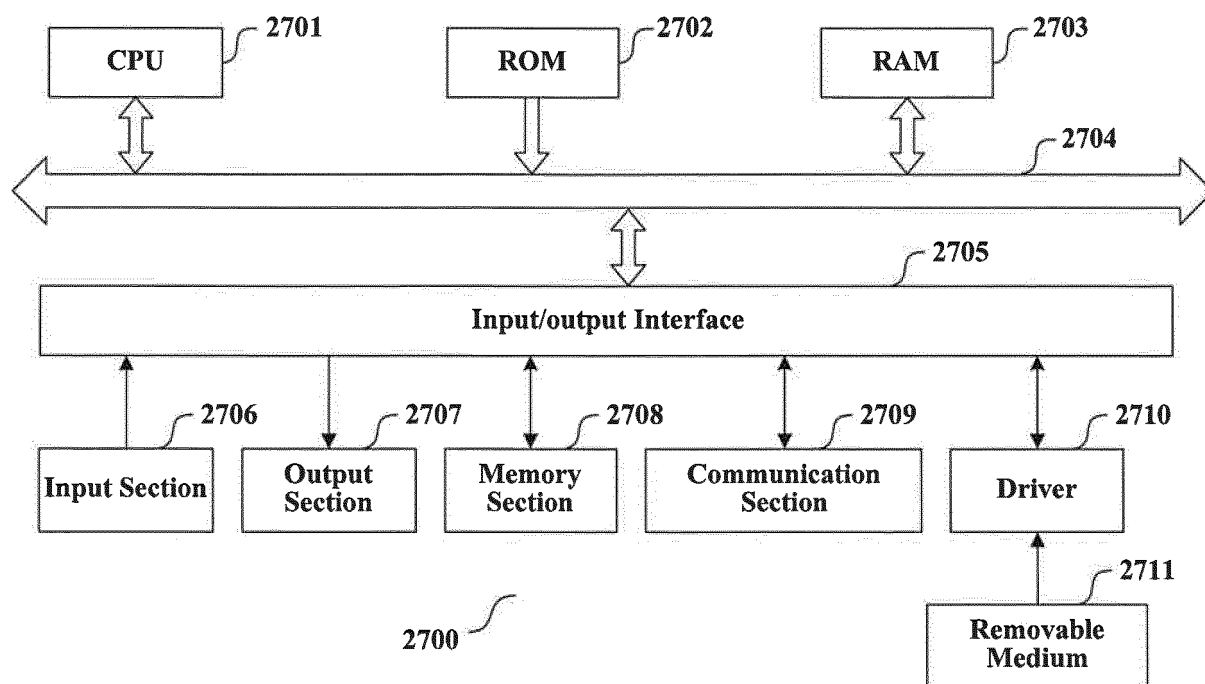 2701
2702
2703
CPU
ROM
RAM
2704
2705
Input/output Interface
2706
2707
2708
2709
2710
Input Section
Output
Section
Memory
Section
Communication
Section
Driver
2711
2700
Removable
Medium